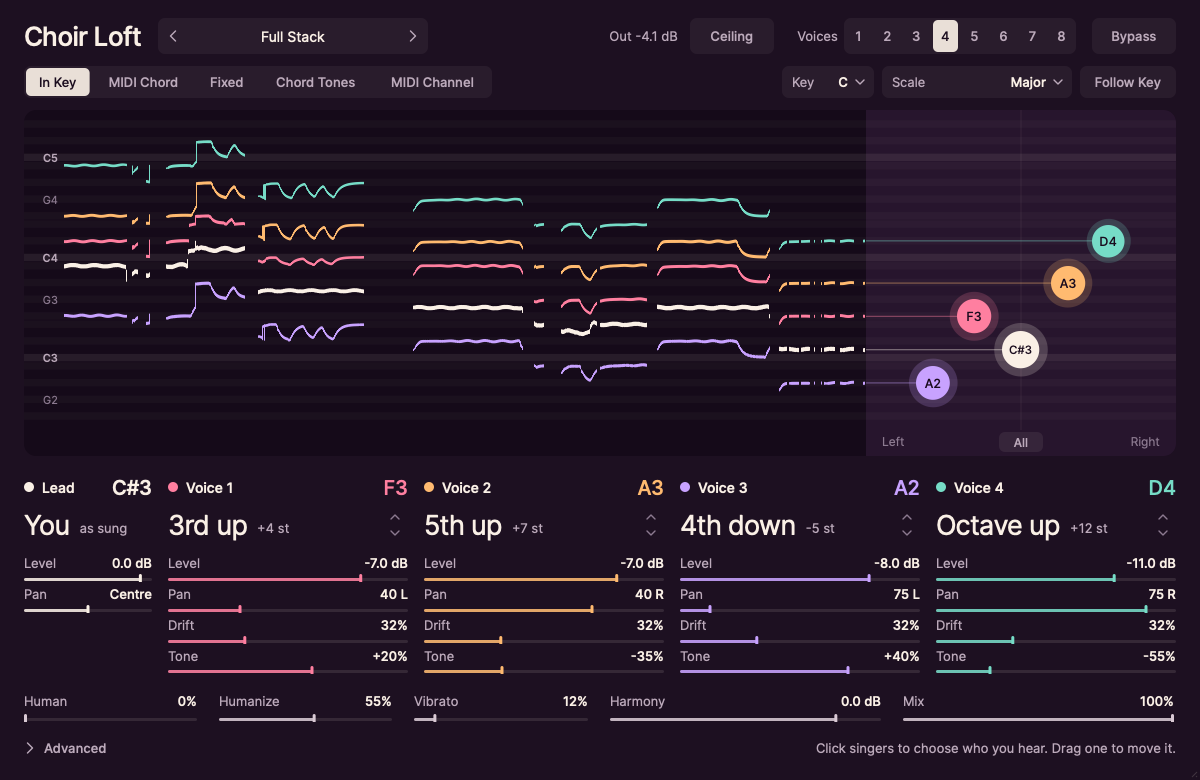 Choir Loft
Full Stack
Out -4.1 dB
Ceiling
Voices
1 2 3 4 5 6 7 8
Bypass
In Key
MIDI Chord
Fixed
Chord Tones
MIDI Channel
Key C
Scale Major
Follow Key
C5
G4
C4
G3
C3
G2
D4
A3
F3
C#3
A2
Left
All
Right
Lead C#3
You as sung
Level 0.0 dB
Pan Centre
Voice 1 F3
3rd up +4 st
Level -7.0 dB
Pan 40 L
Drift 32%
Tone +20%
Voice 2 A3
5th up +7 st
Level -7.0 dB
Pan 40 R
Drift 32%
Tone -35%
Voice 3 A2
4th down -5 st
Level -8.0 dB
Pan 75 L
Drift 32%
Tone +40%
Voice 4 D4
Octave up +12 st
Level -11.0 dB
Pan 75 R
Drift 32%
Tone -55%
Human 0%
Humanize 55%
Vibrato 12%
Harmony 0.0 dB
Mix 100%
Advanced
Click singers to choose who you hear. Drag one to move it.